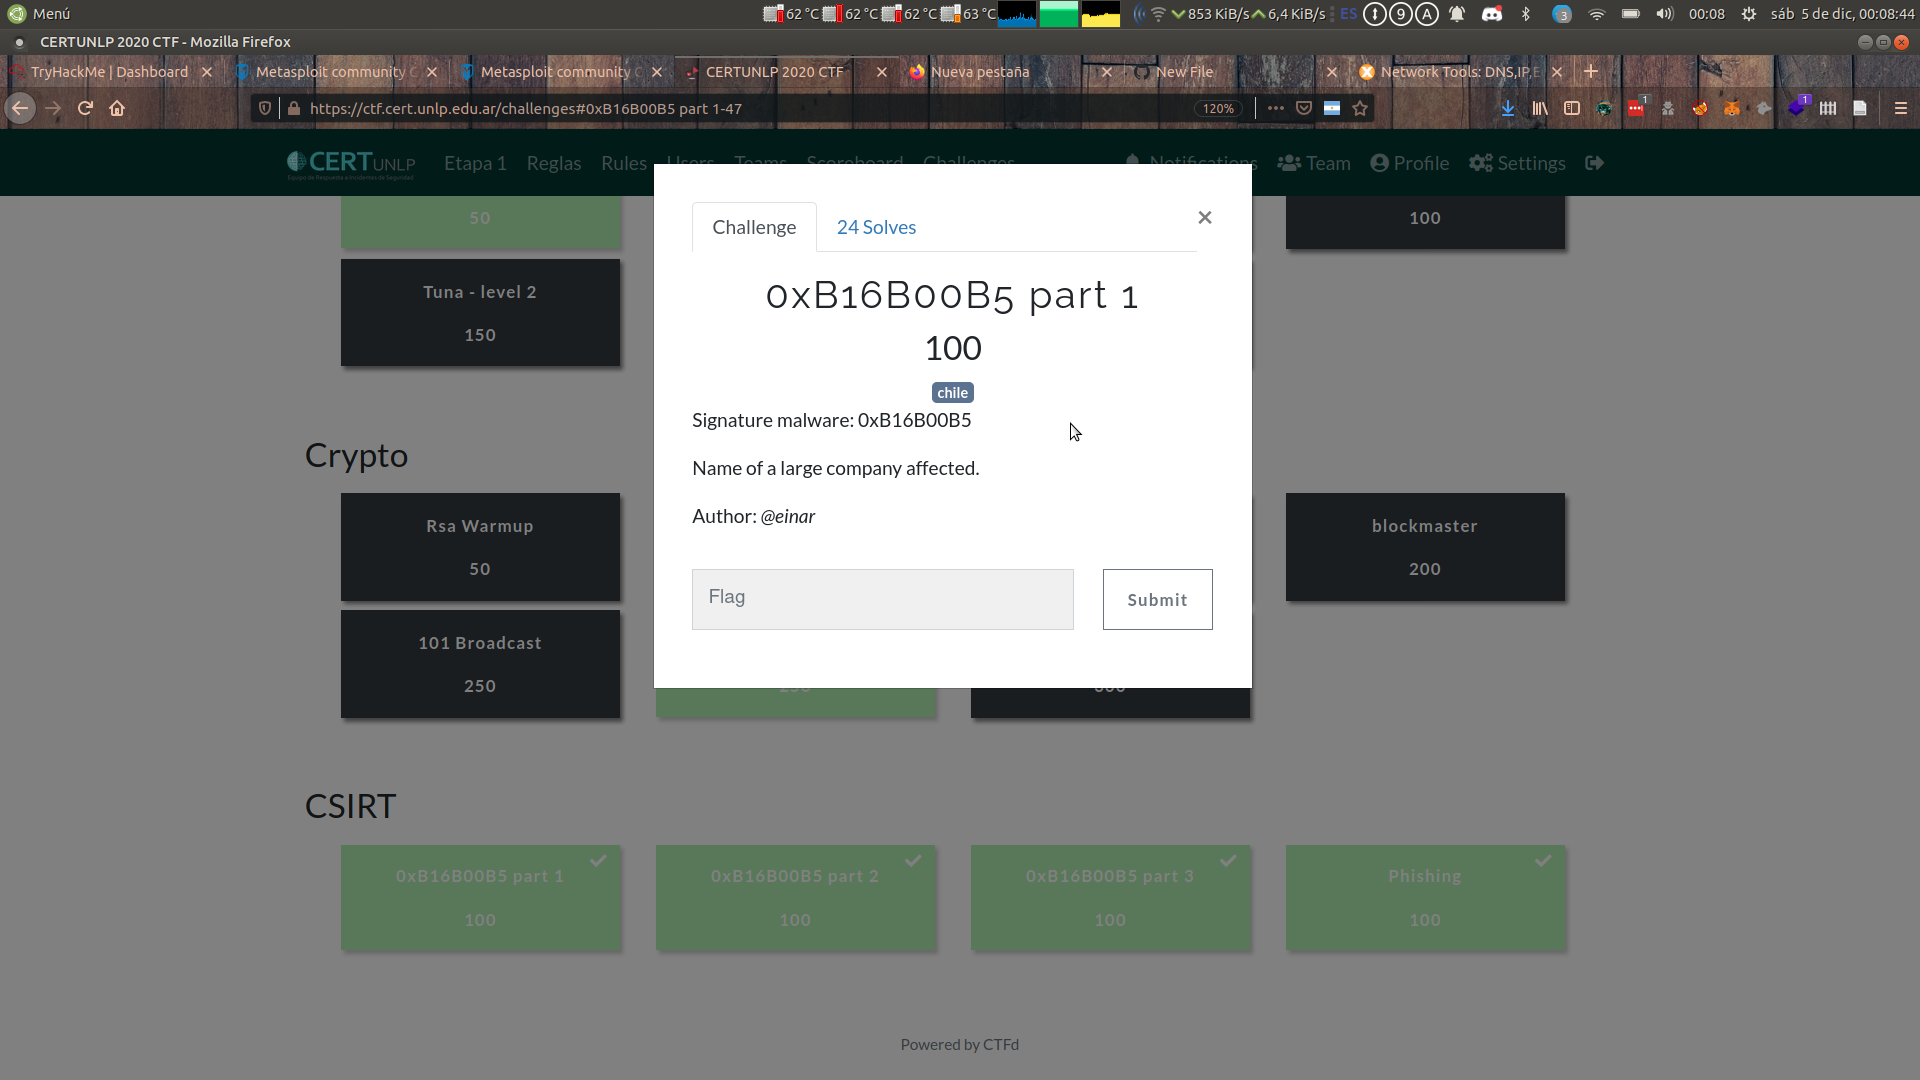 Menú
62 °C 62 °C 62 °C 63 °C 853 KiB/s 6,4 KiB/s ES 9 A 3 00:08 sáb 5 de dic, 00:08:44
CERTUNLP 2020 CTF - Mozilla Firefox
TryHackMe | Dashboard Metasploit community C Metasploit community C CERTUNLP 2020 CTF Nueva pestaña New File Network Tools: DNS,IP,E
https://ctf.cert.unlp.edu.ar/challenges#0xB16B00B5 part 1-47 120% 1 1
CERTUNLP Etapa 1 Reglas Rules Users Teams Scoreboard Challenges Notifications Team Profile Settings
50
100
Challenge
24 Solves
×
0xB16B00B5 part 1
100
chile
Signature malware: 0xB16B00B5
Name of a large company affected.
Author: @einar
Flag
Submit
Tuna - level 2
150
Crypto
Rsa Warmup
50
blockmaster
200
101 Broadcast
250
CSIRT
0xB16B00B5 part 1
100
0xB16B00B5 part 2
100
0xB16B00B5 part 3
100
Phishing
100
Powered by CTFd